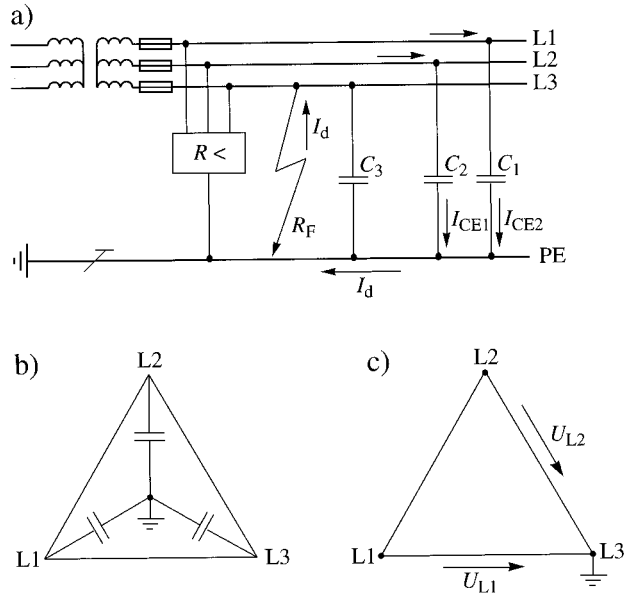 a)
L1
L2
L3
R <
I_d
R_F
C_3
C_2
C_1
I_CE1
I_CE2
PE
I_d
b)
L2
L1
L3
c)
L2
U_L2
L1
L3
U_L1